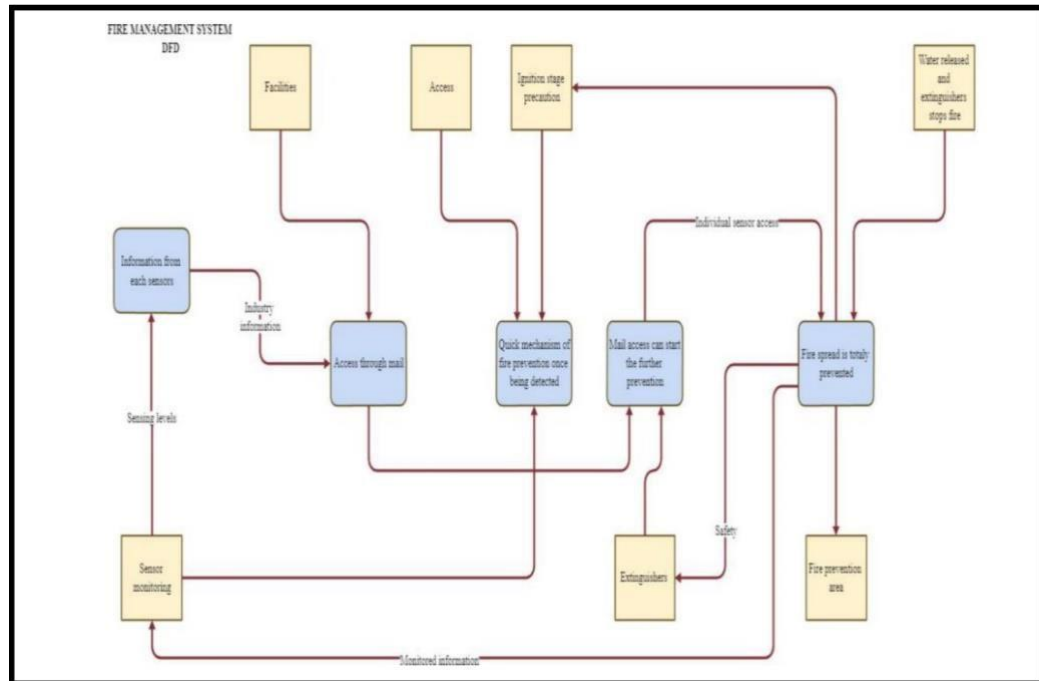 FIRE MANAGEMENT SYSTEM
DFD
Facilities
Access
Ignition stage
precaution
Water released
and
extinguishers
stops fire
Individual sensor access
Information from
each sensors
Industry
information
Access through mail
Quick mechanism of
fire prevention once
being detected
Mail access can start
the further
prevention
Fire spread is totaly
prevented
Sensing levels
Safety
Sensor
monitoring
Extinguishers
Fire prevention
area
Monitored information